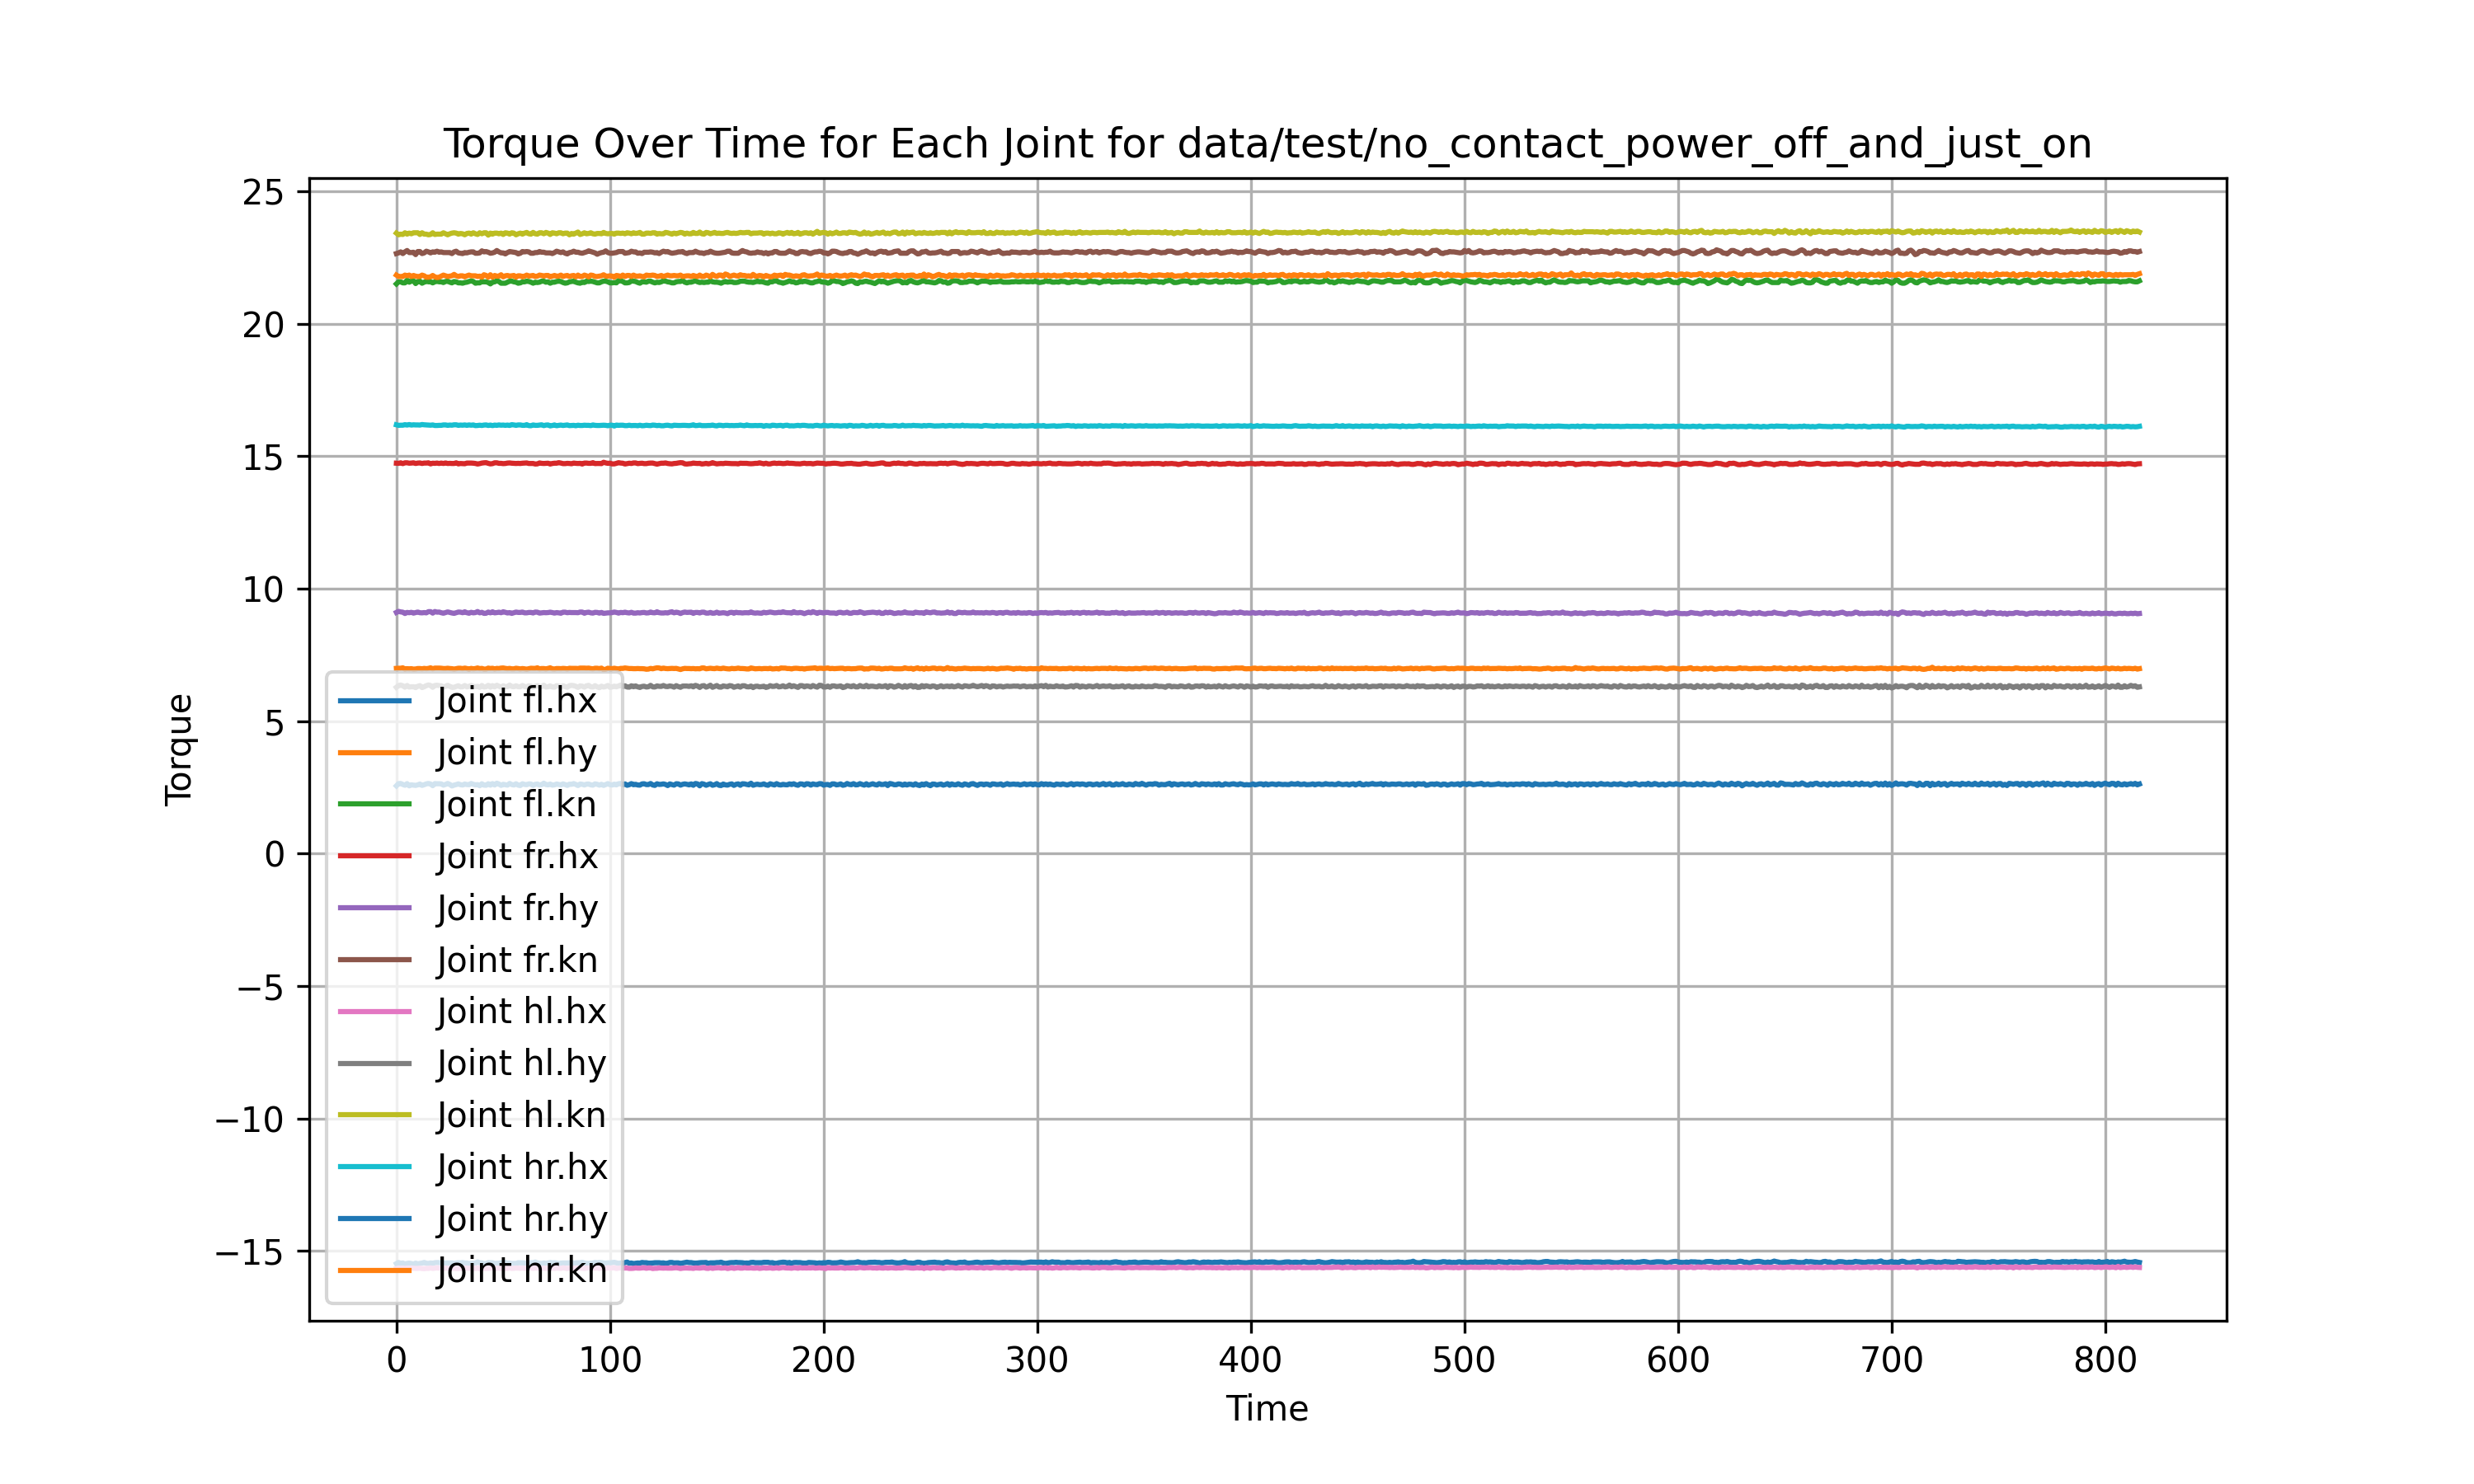 Torque Over Time for Each Joint for data/test/no_contact_power_off_and_just_on
25
20
15
10
5
0
−5
−10
−15
Torque
Joint fl.hx
Joint fl.hy
Joint fl.kn
Joint fr.hx
Joint fr.hy
Joint fr.kn
Joint hl.hx
Joint hl.hy
Joint hl.kn
Joint hr.hx
Joint hr.hy
Joint hr.kn
0 100 200 300 400 500 600 700 800
Time